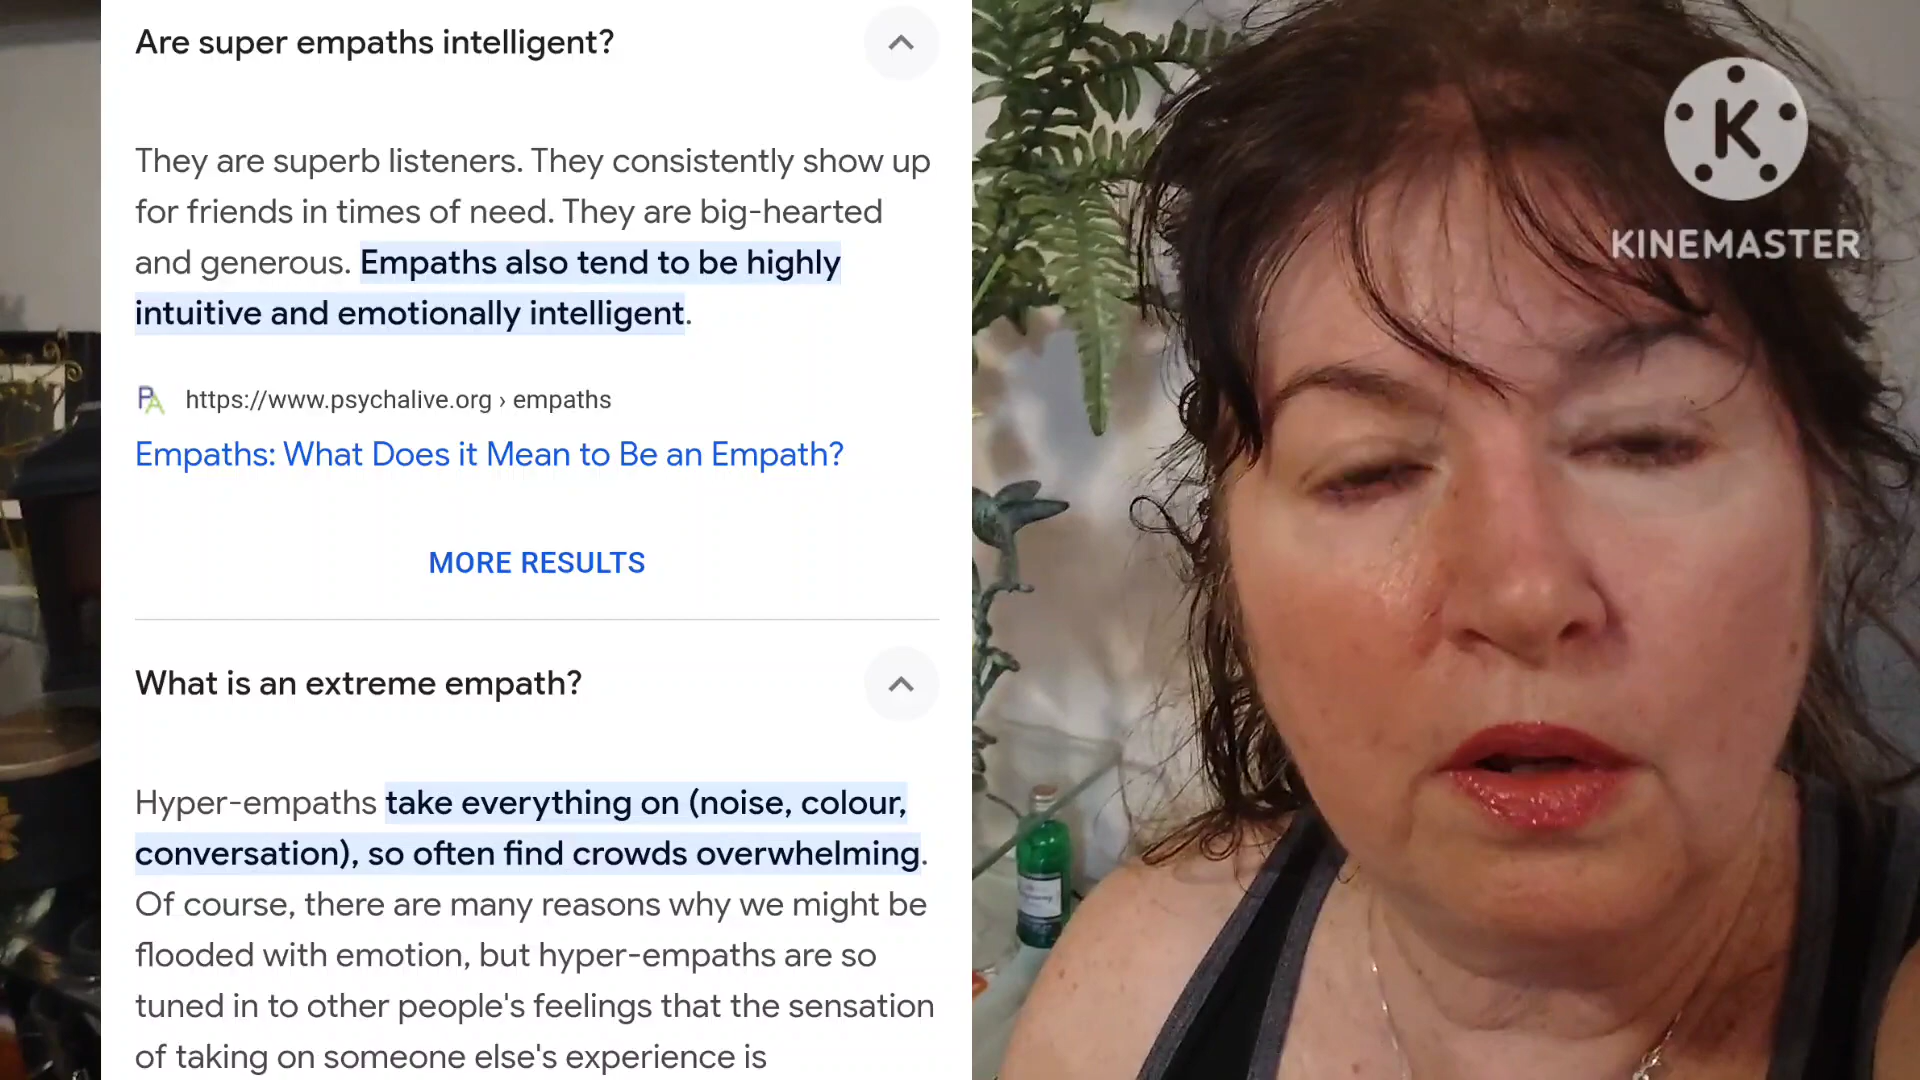 Are super empaths intelligent?
They are superb listeners. They consistently show up
for friends in times of need. They are big-hearted
and generous. Empaths also tend to be highly
intuitive and emotionally intelligent.
PA
https://www.psychalive.org › empaths
Empaths: What Does it Mean to Be an Empath?
MORE RESULTS
What is an extreme empath?
Hyper-empaths take everything on (noise, colour,
conversation), so often find crowds overwhelming.
Of course, there are many reasons why we might be
flooded with emotion, but hyper-empaths are so
tuned in to other people's feelings that the sensation
of taking on someone else's experience is
K
KINEMASTER